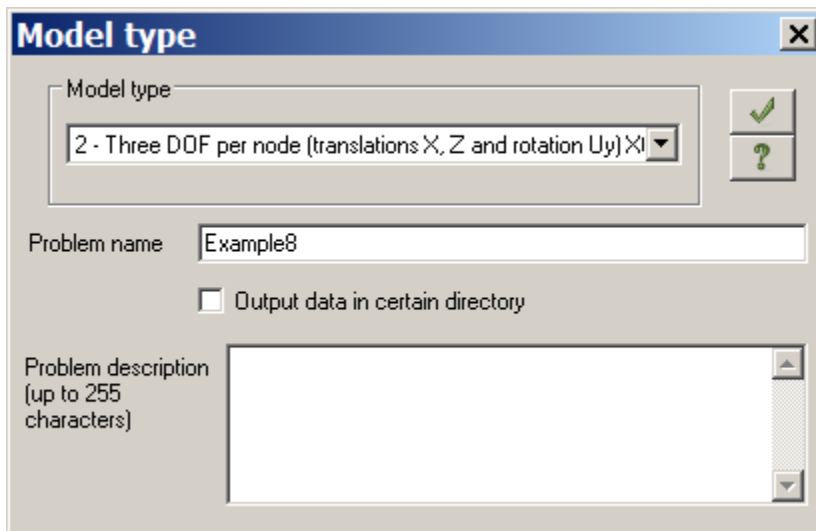 Model type
Model type
2 - Three DOF per node (translations X, Z and rotation Uy) X
Problem name
Example8
Output data in certain directory
Problem description
(up to 255
characters)